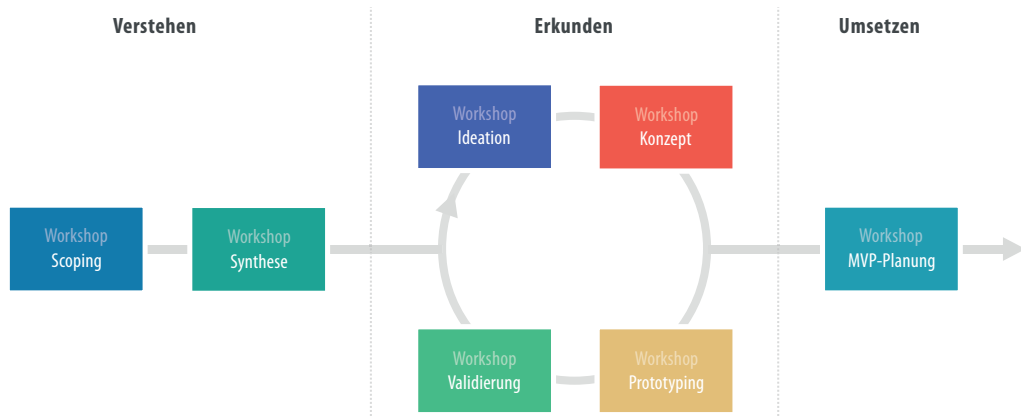 Verstehen
Erkunden
Umsetzen
Workshop
Ideation
Workshop
Konzept
Workshop
Scoping
Workshop
Synthese
Workshop
MVP-Planung
Workshop
Validierung
Workshop
Prototyping